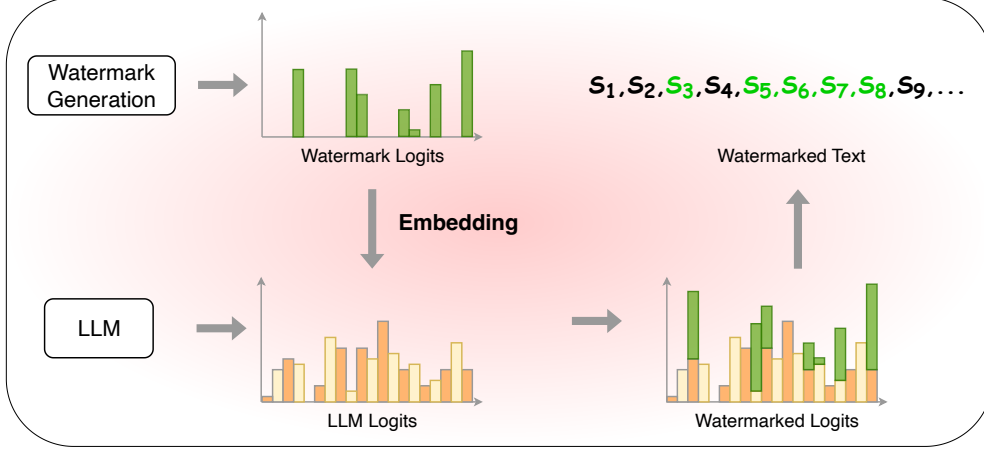 Watermark
Generation
S1,S2,S3,S4,S5,S6,S7,S8,S9,...
Watermark Logits
Watermarked Text
Embedding
LLM
LLM Logits
Watermarked Logits